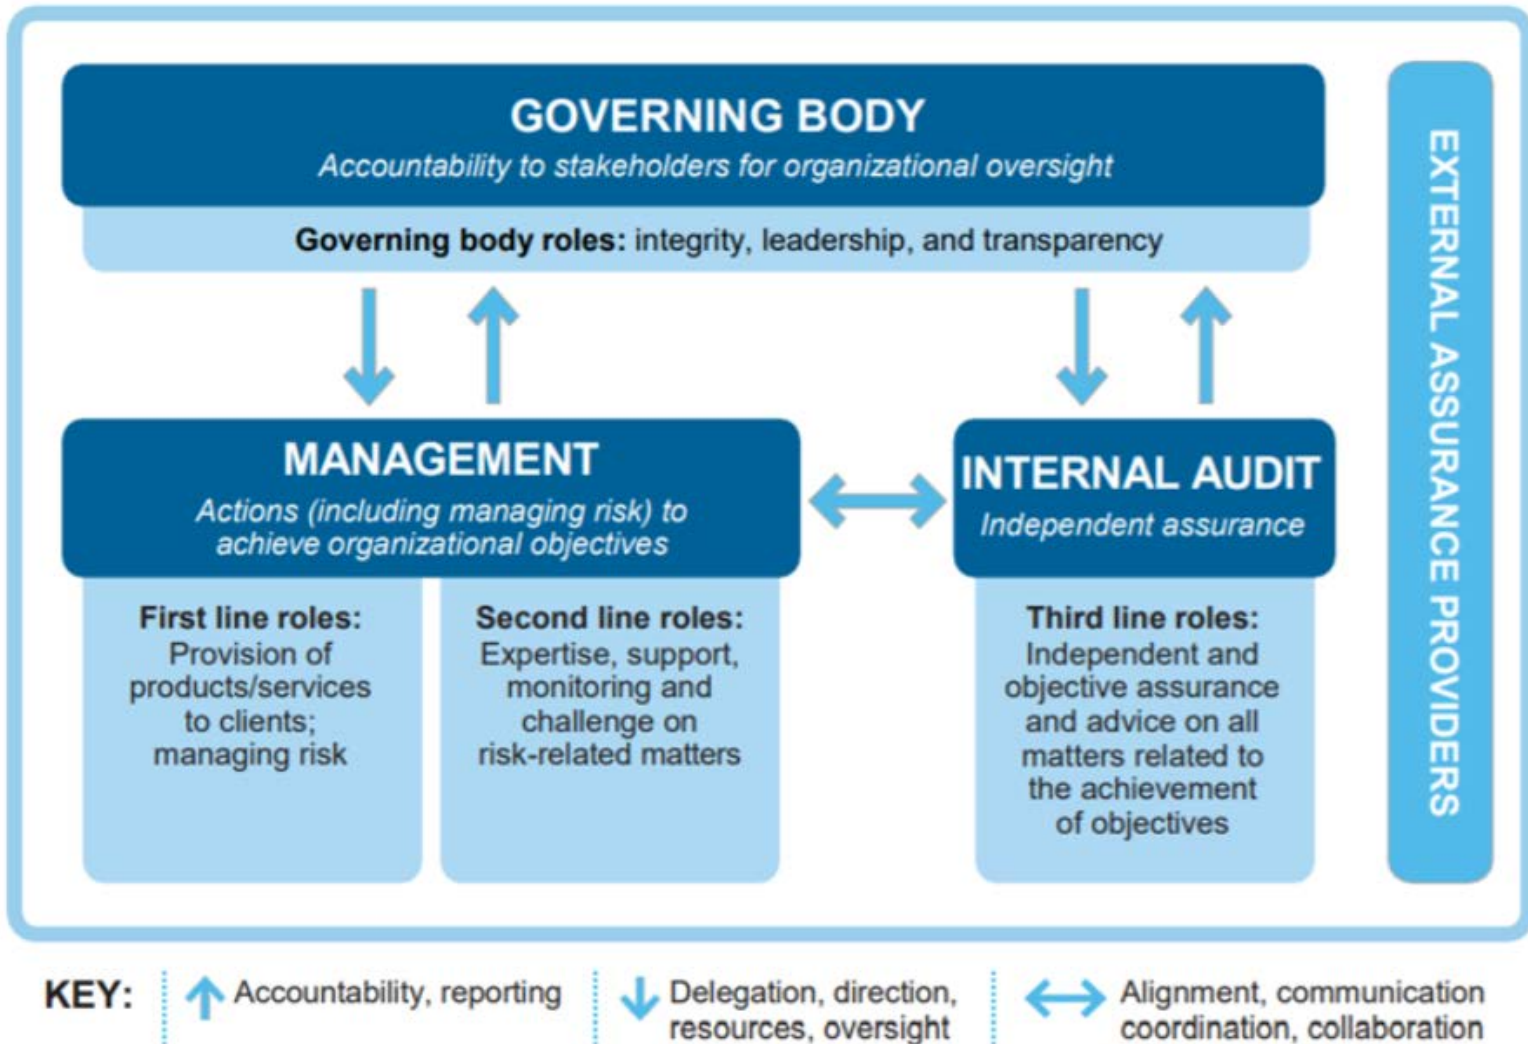 GOVERNING BODY
Accountability to stakeholders for organizational oversight
Governing body roles: integrity, leadership, and transparency
MANAGEMENT
Actions (including managing risk) to
achieve organizational objectives
First line roles:
Provision of
products/services
to clients;
managing risk
Second line roles:
Expertise, support,
monitoring and
challenge on
risk-related matters
INTERNAL AUDIT
Independent assurance
Third line roles:
Independent and
objective assurance
and advice on all
matters related to
the achievement
of objectives
EXTERNAL ASSURANCE PROVIDERS
KEY:
Accountability, reporting
Delegation, direction,
resources, oversight
Alignment, communication
coordination, collaboration